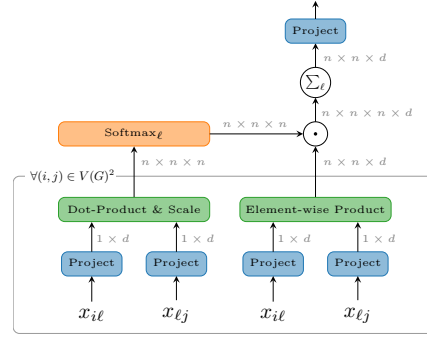 Project
n × n × d
∑ℓ
n × n × n × d
Softmaxℓ
n × n × n
·
n × n × n
n × n × d
∀(i, j) ∈ V(G)²
Dot-Product & Scale
Element-wise Product
1 × d
1 × d
1 × d
1 × d
Project
Project
Project
Project
xiℓ
xℓj
xiℓ
xℓj